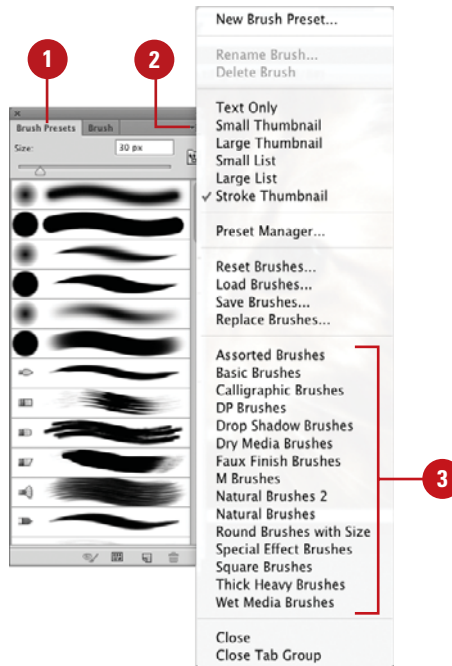 1
2
Brush Presets
Brush
Size:
30 px
New Brush Preset...
Rename Brush...
Delete Brush
Text Only
Small Thumbnail
Large Thumbnail
Small List
Large List
✓ Stroke Thumbnail
Preset Manager...
Reset Brushes...
Load Brushes...
Save Brushes...
Replace Brushes...
Assorted Brushes
Basic Brushes
Calligraphic Brushes
DP Brushes
Drop Shadow Brushes
Dry Media Brushes
Faux Finish Brushes
M Brushes
Natural Brushes 2
Natural Brushes
Round Brushes with Size
Special Effect Brushes
Square Brushes
Thick Heavy Brushes
Wet Media Brushes
3
Close
Close Tab Group